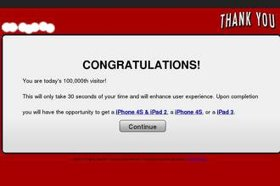 THANK YOU
CONGRATULATIONS!
You are today's 100,000th visitor!
This will only take 30 seconds of your time and will enhance user experience. Upon completion
you will have the opportunity to get a iPhone 4S & iPad 2, a iPhone 4S, or a iPad 2.
Continue